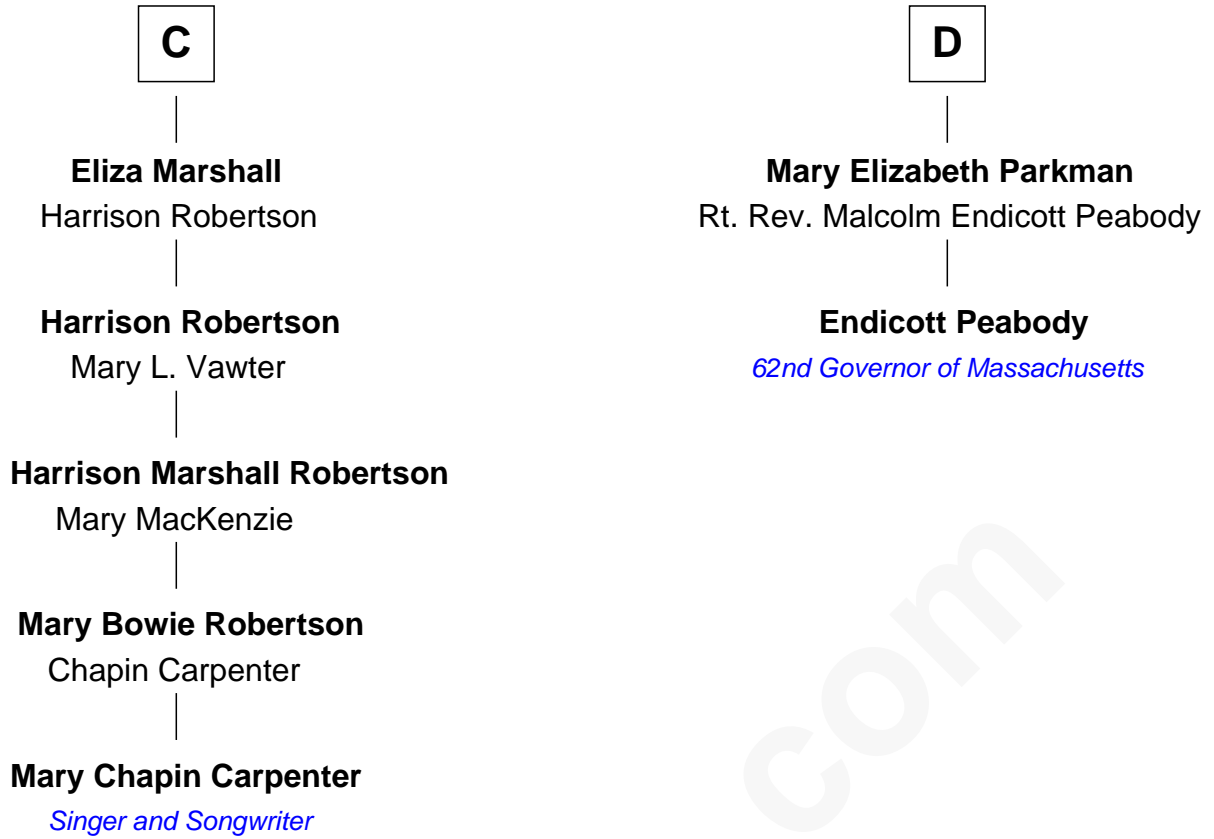 C
Eliza Marshall
Harrison Robertson
Harrison Robertson
Mary L. Vawter
Harrison Marshall Robertson
Mary MacKenzie
Mary Bowie Robertson
Chapin Carpenter
Mary Chapin Carpenter
Singer and Songwriter
D
Mary Elizabeth Parkman
Rt. Rev. Malcolm Endicott Peabody
Endicott Peabody
62nd Governor of Massachusetts
com